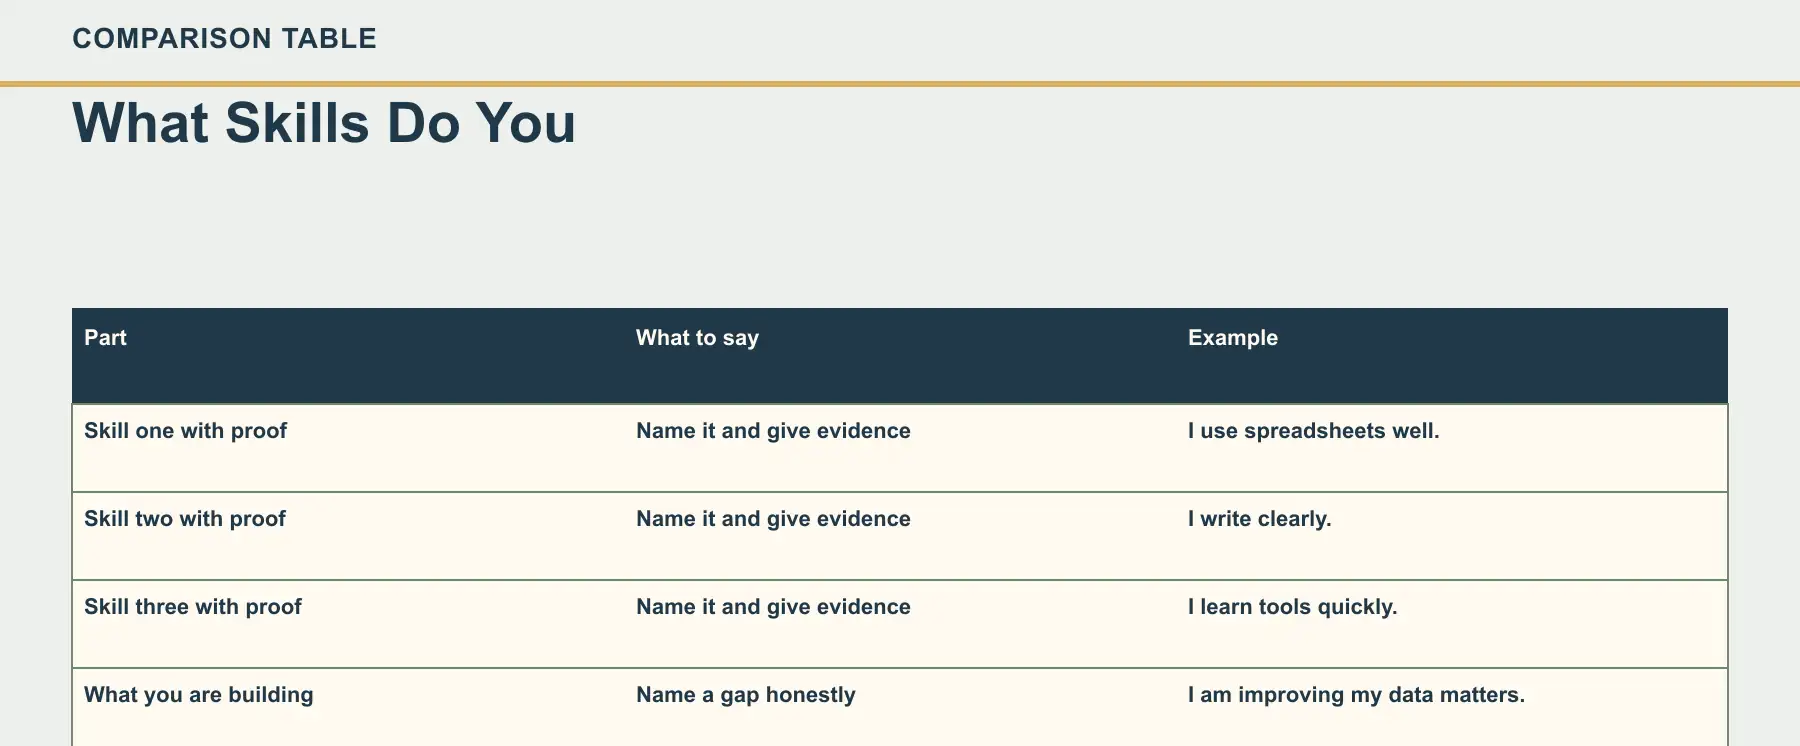 COMPARISON TABLE
What Skills Do You
Part What to say Example
Skill one with proof Name it and give evidence I use spreadsheets well.
Skill two with proof Name it and give evidence I write clearly.
Skill three with proof Name it and give evidence I learn tools quickly.
What you are building Name a gap honestly I am improving my data matters.